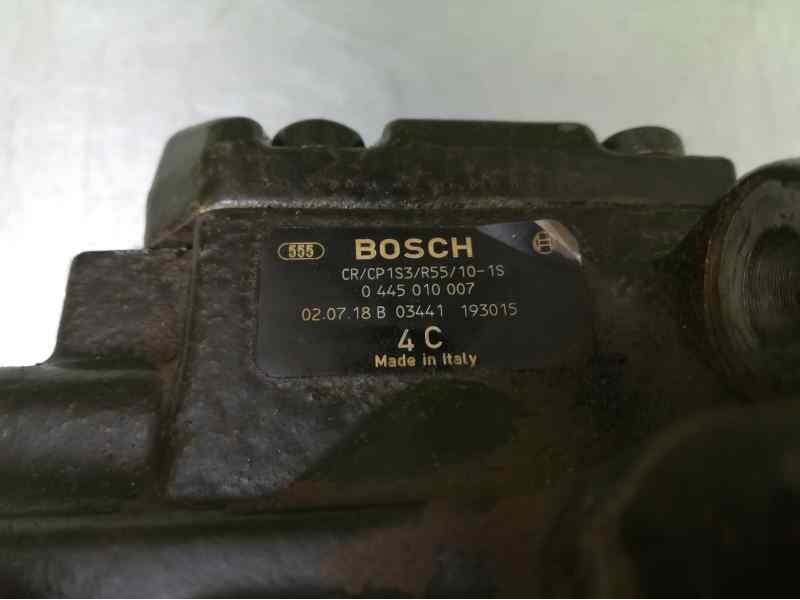 555 BOSCH
CR/CP1S3/R55/10-1S
0 445 010 007
02.07.18 B 03441 193015
4 C
Made in Italy